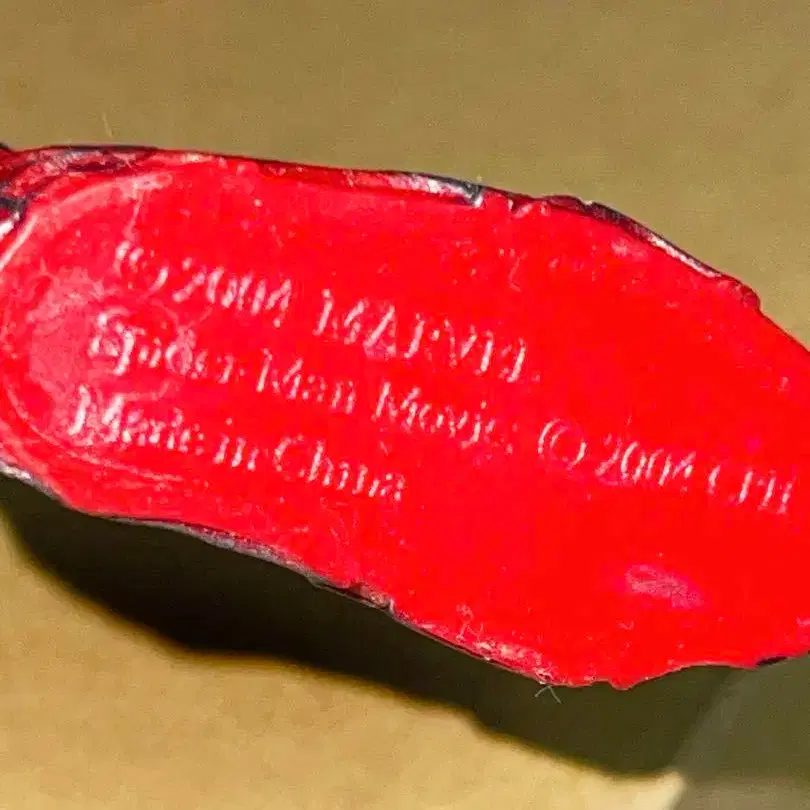 © 2004 MARVEL
Spider-Man Movie: © 2004 CPII
Made in China